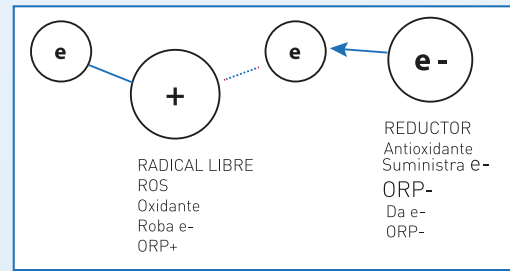 e
+
e
e -
RADICAL LIBRE
ROS
Oxidante
Roba e-
ORP+
REDUCTOR
Antioxidante
Suministra e-
ORP-
Da e-
ORP-